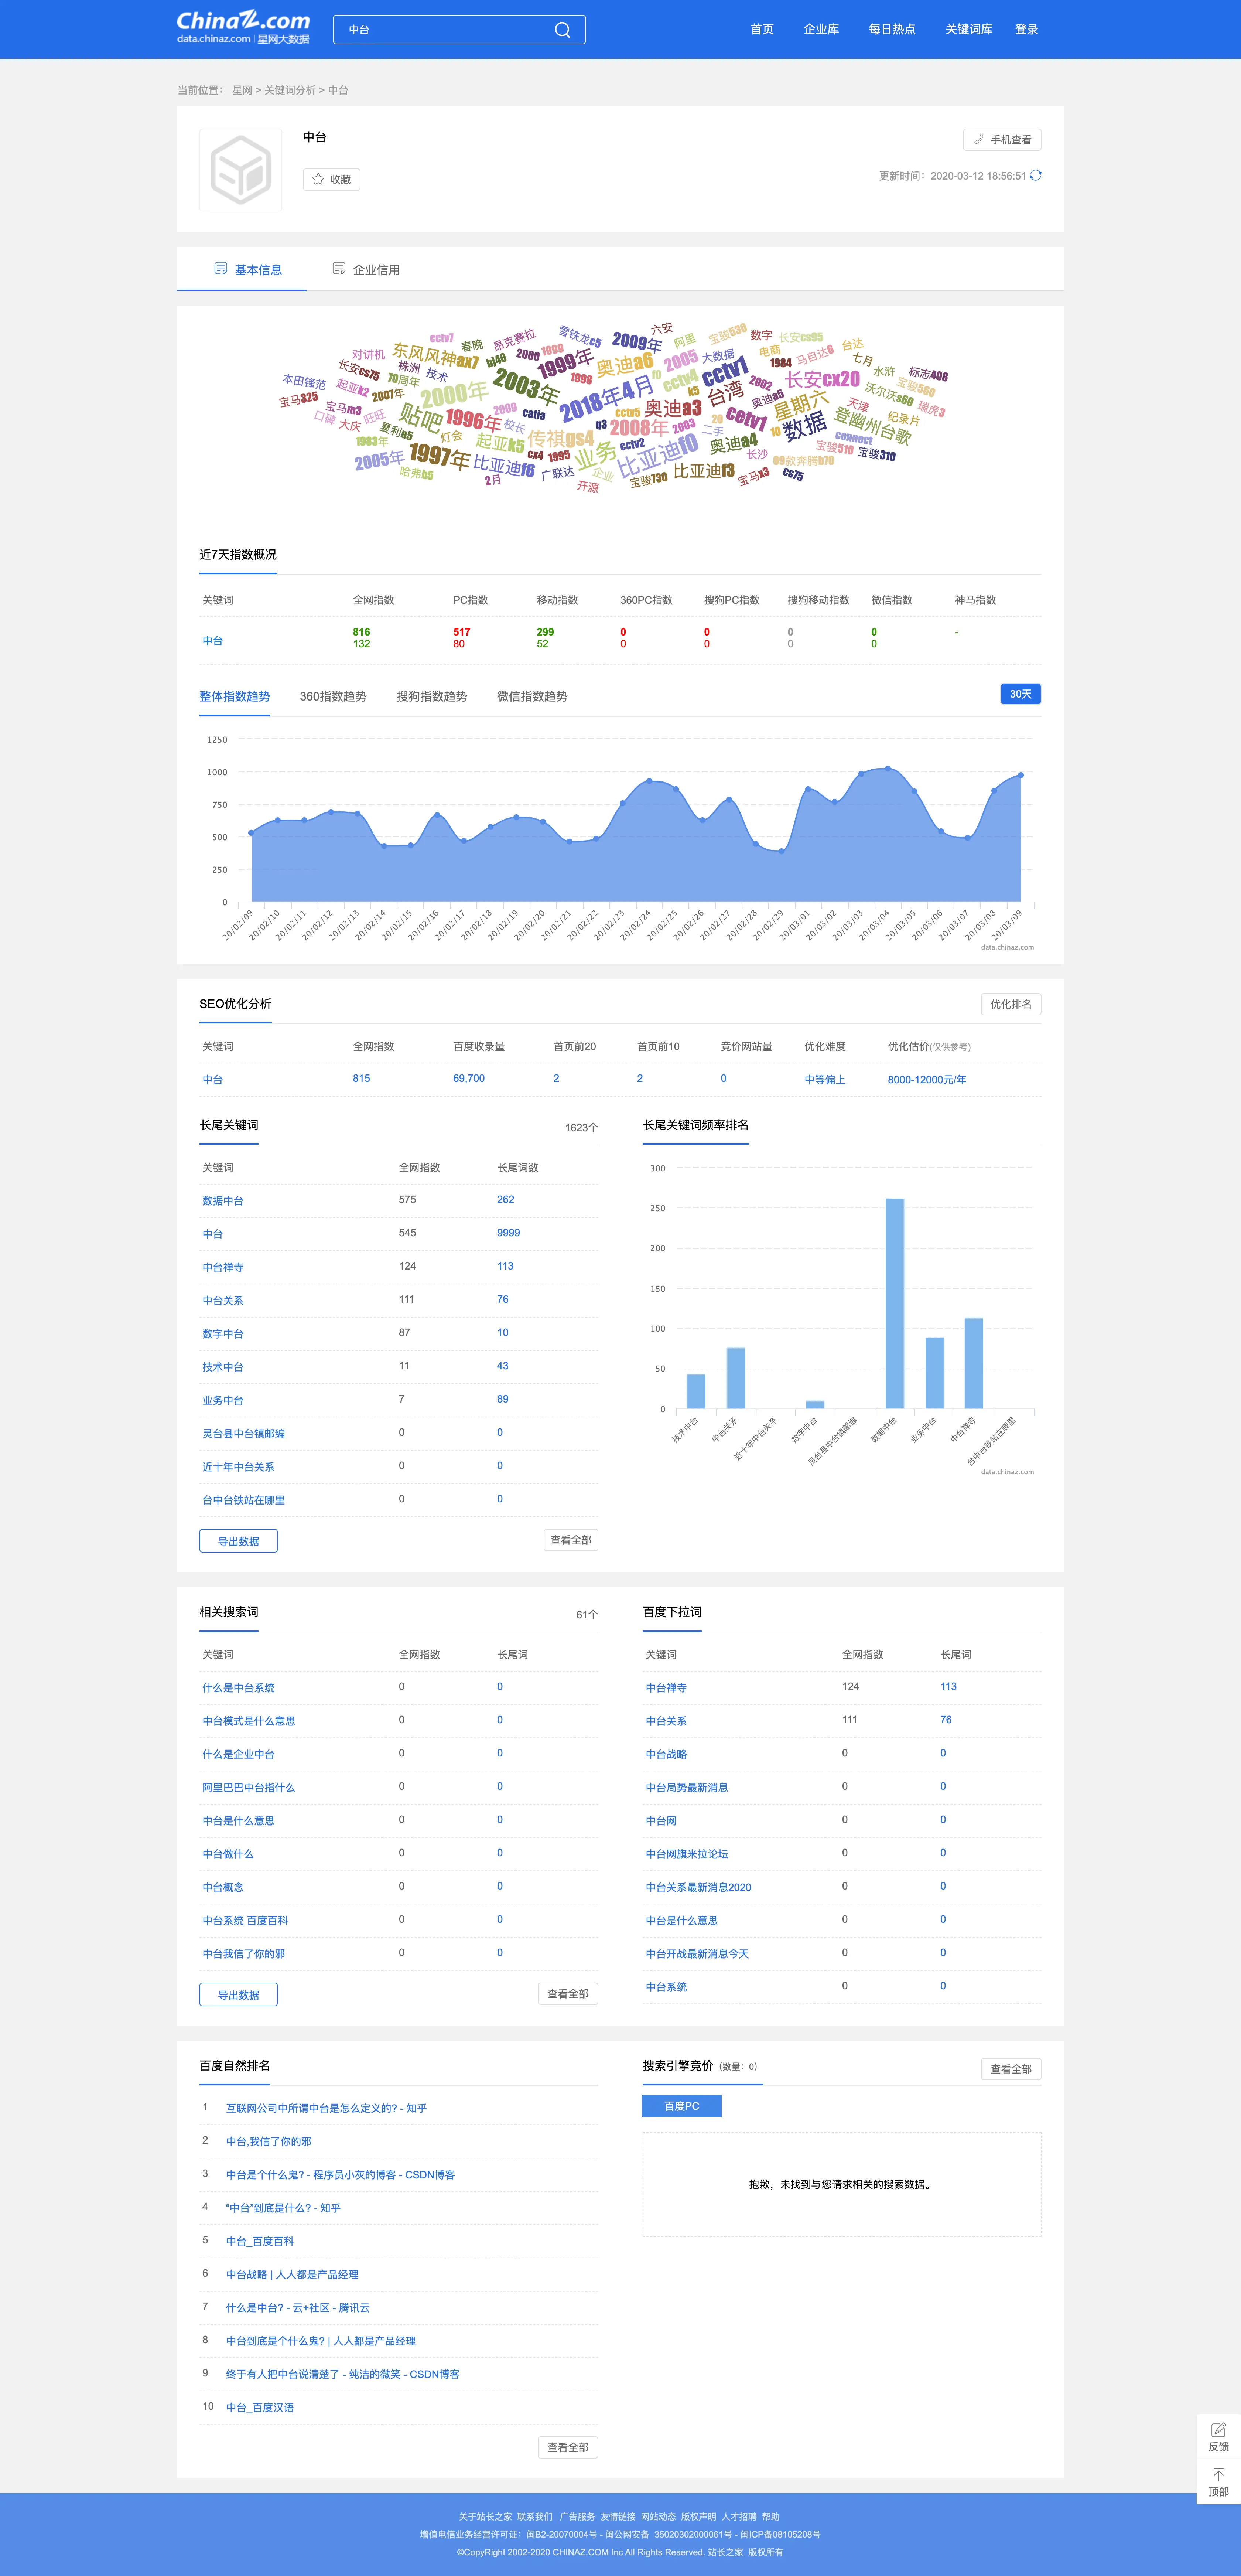 ChinaZ.com
data.chinaz.com | 星网大数据
中台
首页 企业库 每日热点 关键词库 登录
当前位置： 星网 > 关键词分析 > 中台
中台
手机查看
收藏
更新时间：2020-03-12 18:56:51
基本信息 企业信用
cctv7
春晚
昂克赛拉
雪铁龙c5
2009年
六安
阿里
宝骏530
数字
长安cs95
对讲机
东风风神ax7
bj40
2000
1999
1999年
奥迪a6
2005
大数据
电商
1984
马自达6
台达
七月
长安cs75
株洲
技术
2003年
1998
2018年4月
cctv4
cctv1
2002
长安cx20
水浒
标志408
本田锋范
起亚k2
70周年
2007年
2000年
k5
台湾
奥迪a5
沃尔沃s60
宝骏560
宝马325
宝马m3
贴吧
1996年
2009
catia
cctv5
奥迪a3
cetv1
星期六
天津
瑞虎3
口碑
大庆
旺旺
夏利n5
灯会
校长
q3
2008年
2003
20
二手
10
数据
登幽州台歌
纪录片
1983年
2005年
1997年
起亚k5
传祺gs4
cctv2
奥迪a4
connect
哈弗h5
比亚迪f6
cx4
1995
业务
比亚迪f0
长沙
宝骏510
宝骏310
2月
广联达
企业
开源
宝骏730
比亚迪f3
宝马x3
09款奔腾b70
cs75
近7天指数概况
关键词 全网指数 PC指数 移动指数 360PC指数 搜狗PC指数 搜狗移动指数 微信指数 神马指数
中台 816 517 299 0 0 0 0 -
132 80 52 0 0 0 0
整体指数趋势 360指数趋势 搜狗指数趋势 微信指数趋势 30天
1250
1000
750
500
250
0
20/02/09 20/02/10 20/02/11 20/02/12 20/02/13 20/02/14 20/02/15 20/02/16 20/02/17 20/02/18 20/02/19 20/02/20 20/02/21 20/02/22 20/02/23 20/02/24 20/02/25 20/02/26 20/02/27 20/02/28 20/02/29 20/03/01 20/03/02 20/03/03 20/03/04 20/03/05 20/03/06 20/03/07 20/03/08 20/03/09
data.chinaz.com
SEO优化分析 优化排名
关键词 全网指数 百度收录量 首页前20 首页前10 竞价网站量 优化难度 优化估价(仅供参考)
中台 815 69,700 2 2 0 中等偏上 8000-12000元/年
长尾关键词 1623个
关键词 全网指数 长尾词数
数据中台 575 262
中台 545 9999
中台禅寺 124 113
中台关系 111 76
数字中台 87 10
技术中台 11 43
业务中台 7 89
灵台县中台镇邮编 0 0
近十年中台关系 0 0
台中台铁站在哪里 0 0
导出数据 查看全部
长尾关键词频率排名
300
250
200
150
100
50
0
技术中台 中台关系 近十年中台关系 数字中台 灵台县中台镇邮编 数据中台 业务中台 中台禅寺 台中台铁站在哪里
data.chinaz.com
相关搜索词 61个
关键词 全网指数 长尾词
什么是中台系统 0 0
中台模式是什么意思 0 0
什么是企业中台 0 0
阿里巴巴中台指什么 0 0
中台是什么意思 0 0
中台做什么 0 0
中台概念 0 0
中台系统 百度百科 0 0
中台我信了你的邪 0 0
导出数据 查看全部
百度下拉词
关键词 全网指数 长尾词
中台禅寺 124 113
中台关系 111 76
中台战略 0 0
中台局势最新消息 0 0
中台网 0 0
中台网旗米拉论坛 0 0
中台关系最新消息2020 0 0
中台是什么意思 0 0
中台开战最新消息今天 0 0
中台系统 0 0
百度自然排名
1 互联网公司中所谓中台是怎么定义的? - 知乎
2 中台,我信了你的邪
3 中台是个什么鬼? - 程序员小灰的博客 - CSDN博客
4 “中台”到底是什么? - 知乎
5 中台_百度百科
6 中台战略 | 人人都是产品经理
7 什么是中台? - 云+社区 - 腾讯云
8 中台到底是个什么鬼? | 人人都是产品经理
9 终于有人把中台说清楚了 - 纯洁的微笑 - CSDN博客
10 中台_百度汉语
查看全部
搜索引擎竞价 (数量：0) 查看全部
百度PC
抱歉，未找到与您请求相关的搜索数据。
反馈
顶部
关于站长之家 联系我们 广告服务 友情链接 网站动态 版权声明 人才招聘 帮助
增值电信业务经营许可证：闽B2-20070004号 - 闽公网安备 35020302000061号 - 闽ICP备08105208号
©CopyRight 2002-2020 CHINAZ.COM Inc All Rights Reserved. 站长之家 版权所有